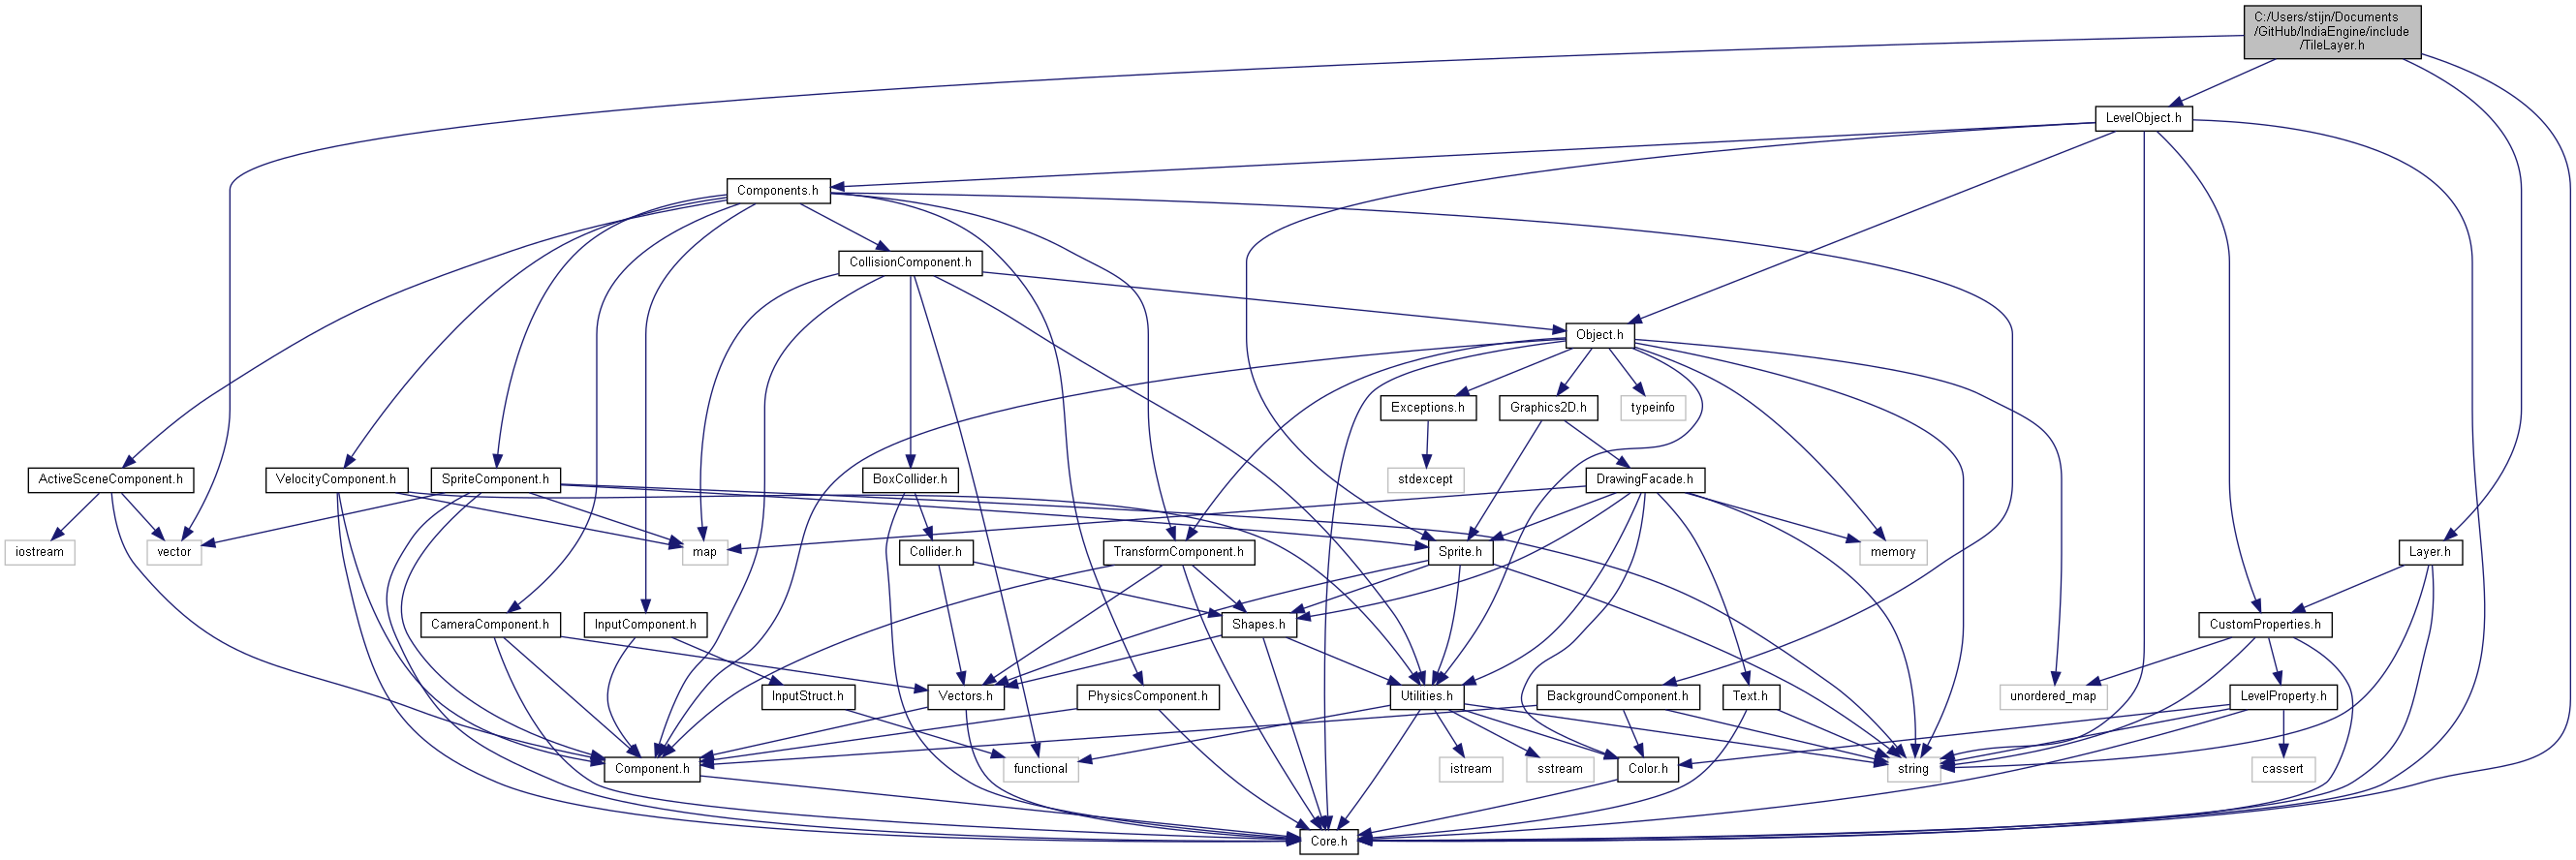 C:/Users/stijn/Documents
/GitHub/IndiaEngine/include
/TileLayer.h
LevelObject.h
Components.h
CollisionComponent.h
Object.h
Exceptions.h
Graphics2D.h
typeinfo
ActiveSceneComponent.h
VelocityComponent.h
SpriteComponent.h
BoxCollider.h
stdexcept
DrawingFacade.h
iostream
vector
map
Collider.h
TransformComponent.h
Sprite.h
memory
Layer.h
CameraComponent.h
InputComponent.h
Shapes.h
CustomProperties.h
InputStruct.h
Vectors.h
PhysicsComponent.h
Utilities.h
BackgroundComponent.h
Text.h
unordered_map
LevelProperty.h
Component.h
functional
istream
sstream
Color.h
string
cassert
Core.h